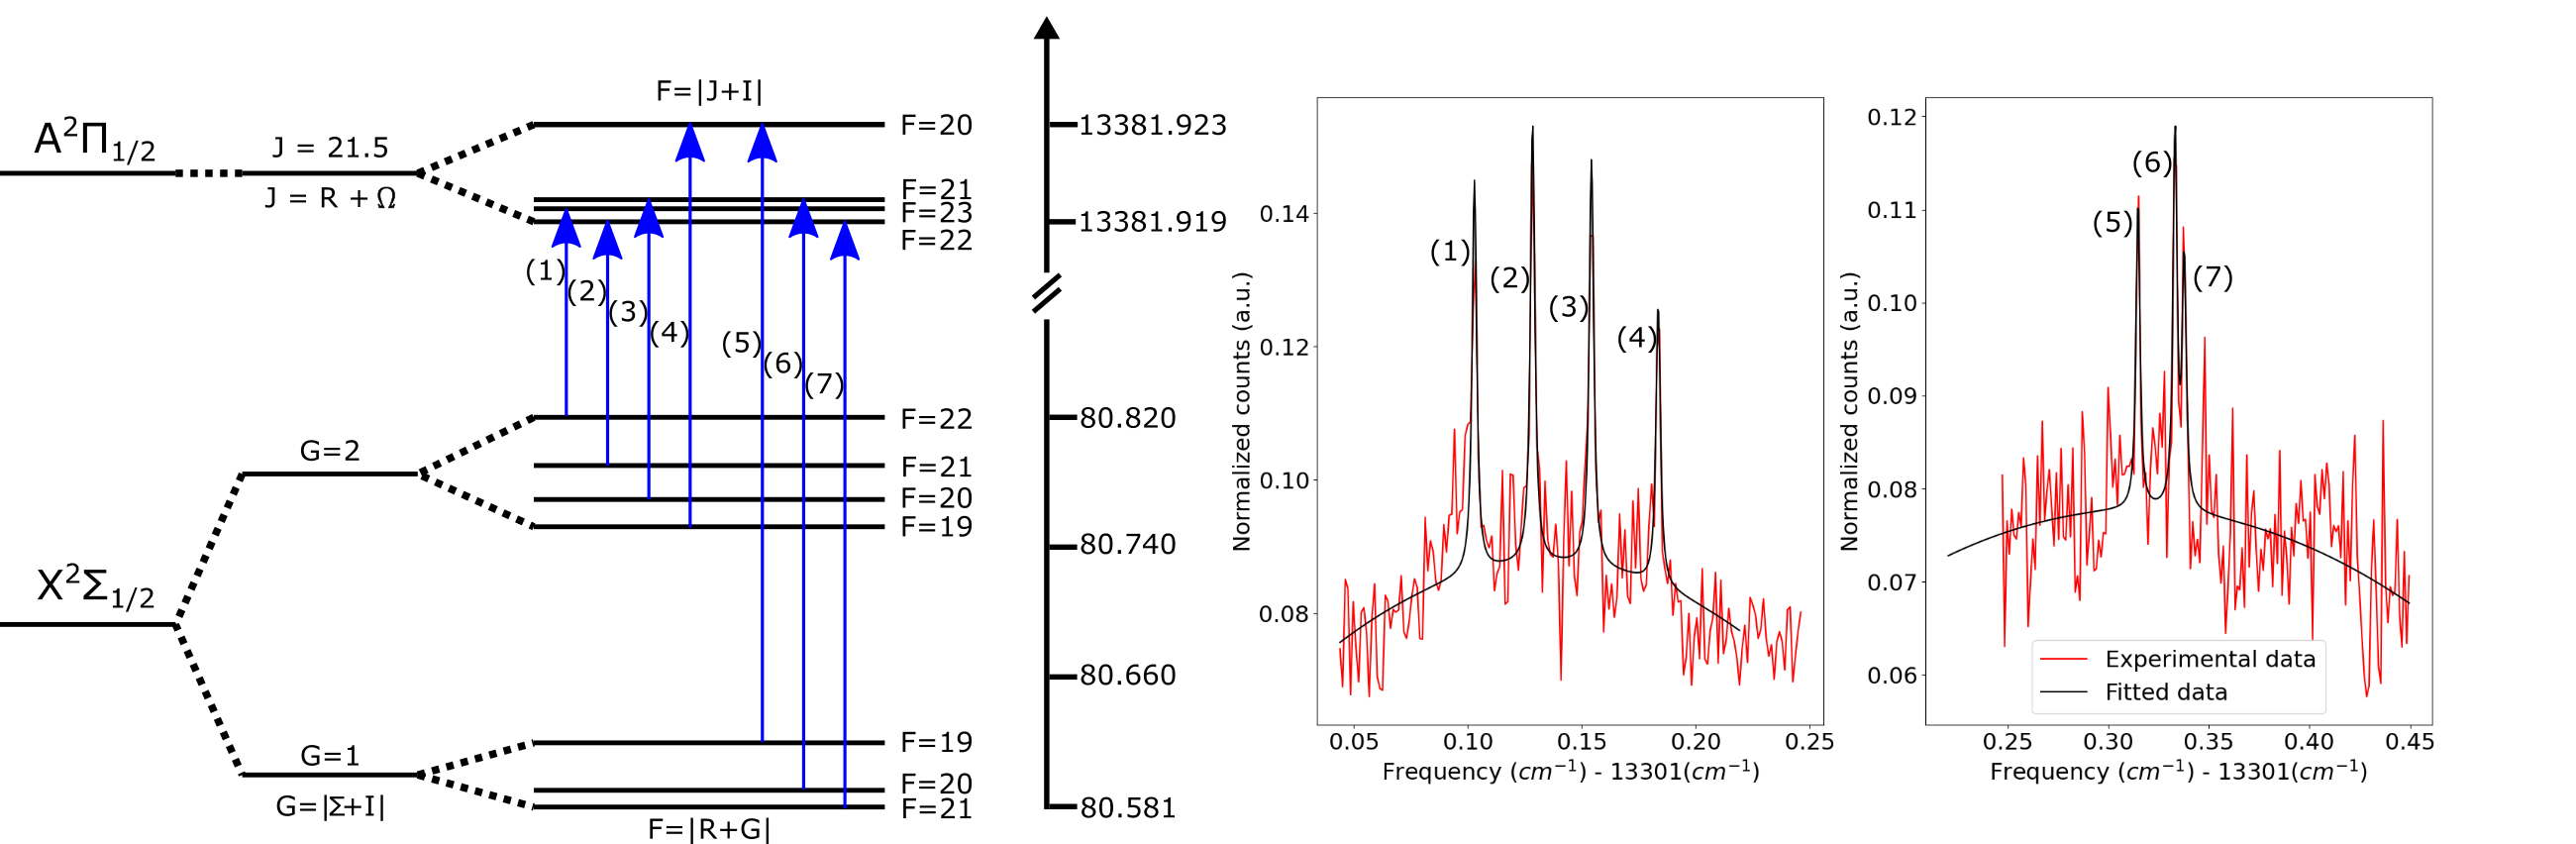 A²Π₁/₂
J = 21.5
J = R + Ω
F=|J+I|
F=20
F=21
F=23
F=22
13381.923
13381.919
(1)
(2)
(3)
(4)
(5)
(6)
(7)
X²Σ₁/₂
G=2
G=1
G=|Σ+I|
F=22
F=21
F=20
F=19
F=19
F=20
F=21
F=|R+G|
80.820
80.740
80.660
80.581
Normalized counts (a.u.)
0.14
0.12
0.10
0.08
(1)
(2)
(3)
(4)
0.05 0.10 0.15 0.20 0.25
Frequency (cm⁻¹) - 13301(cm⁻¹)
Normalized counts (a.u.)
0.12
0.11
0.10
0.09
0.08
0.07
0.06
(5)
(6)
(7)
Experimental data
Fitted data
0.25 0.30 0.35 0.40 0.45
Frequency (cm⁻¹) - 13301(cm⁻¹)